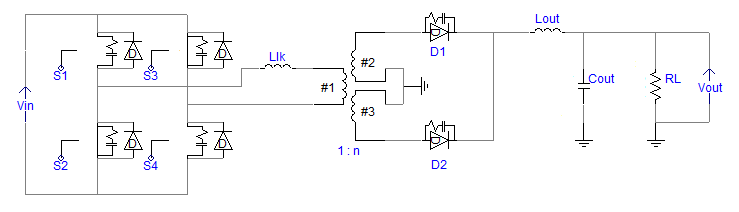 Lout
D1
Llk
#2
S1
D
S3
D
#1
Cout
RL
Vin
Vout
#3
S2
D
S4
D
1 : n
D2